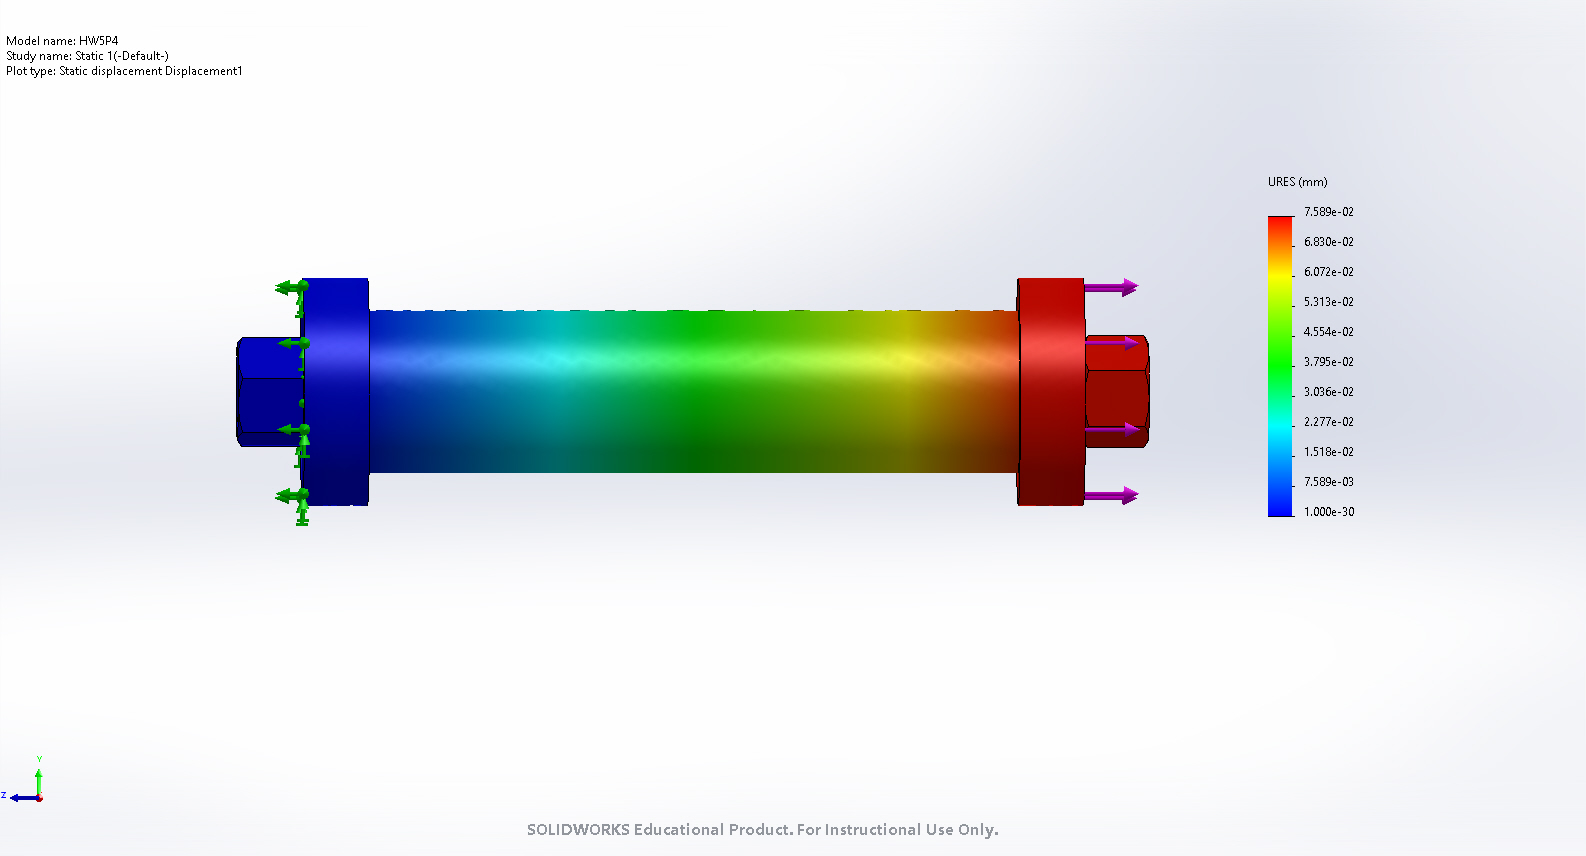 Model name: HW5P4
Study name: Static 1(-Default-)
Plot type: Static displacement Displacement1
URES (mm)
7.589e-02
6.830e-02
6.072e-02
5.313e-02
4.554e-02
3.795e-02
3.036e-02
2.277e-02
1.518e-02
7.589e-03
1.000e-30
Y
Z
SOLIDWORKS Educational Product. For Instructional Use Only.